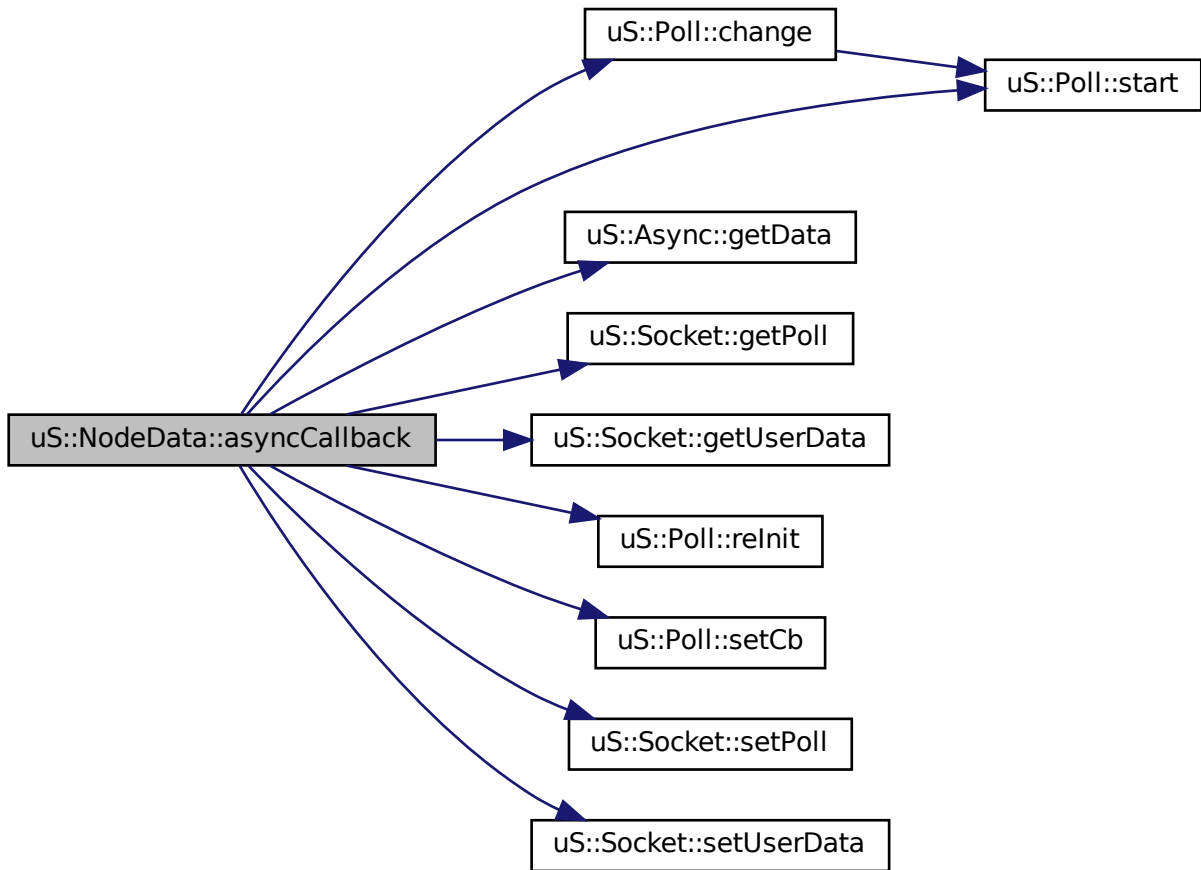 uS::Poll::change
uS::Poll::start
uS::Async::getData
uS::Socket::getPoll
uS::NodeData::asyncCallback
uS::Socket::getUserData
uS::Poll::reInit
uS::Poll::setCb
uS::Socket::setPoll
uS::Socket::setUserData